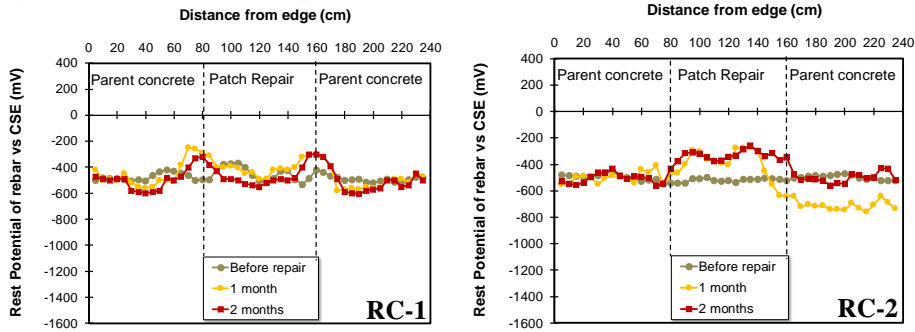 Distance from edge (cm)
0 20 40 60 80 100 120 140 160 180 200 220 240
Rest Potential of rebar vs CSE (mV)
400
200
0
-200
-400
-600
-800
-1000
-1200
-1400
-1600
Parent concrete
Patch Repair
Parent concrete
Before repair
1 month
2 months
RC-1
Distance from edge (cm)
0 20 40 60 80 100 120 140 160 180 200 220 240
Rest Potential of rebar vs CSE (mV)
400
200
0
-200
-400
-600
-800
-1000
-1200
-1400
-1600
Parent concrete
Patch Repair
Parent concrete
Before repair
1 month
2 months
RC-2